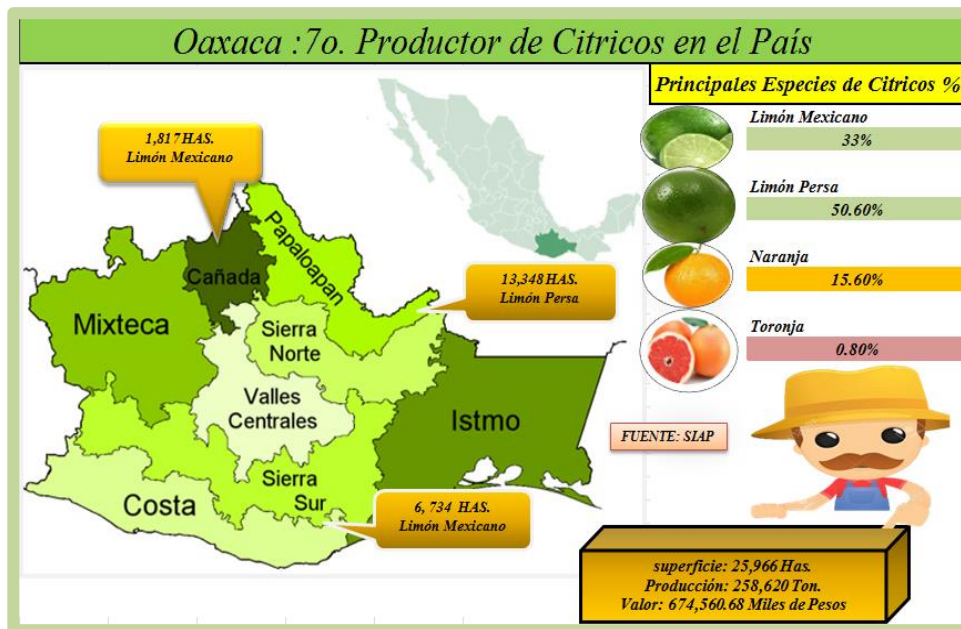 Oaxaca :7o. Productor de Citricos en el País
Principales Especies de Citricos %
Limón Mexicano
33%
Limón Persa
50.60%
Naranja
15.60%
Toronja
0.80%
1,817 HAS.
Limón Mexicano
Papaloapan
Cañada
13,348 HAS.
Limón Persa
Mixteca
Sierra
Norte
Valles
Centrales
Istmo
FUENTE: SIAP
Costa
Sierra
Sur
6, 734 HAS.
Limón Mexicano
superficie: 25,966 Has.
Producción: 258,620 Ton.
Valor: 674,560.68 Miles de Pesos